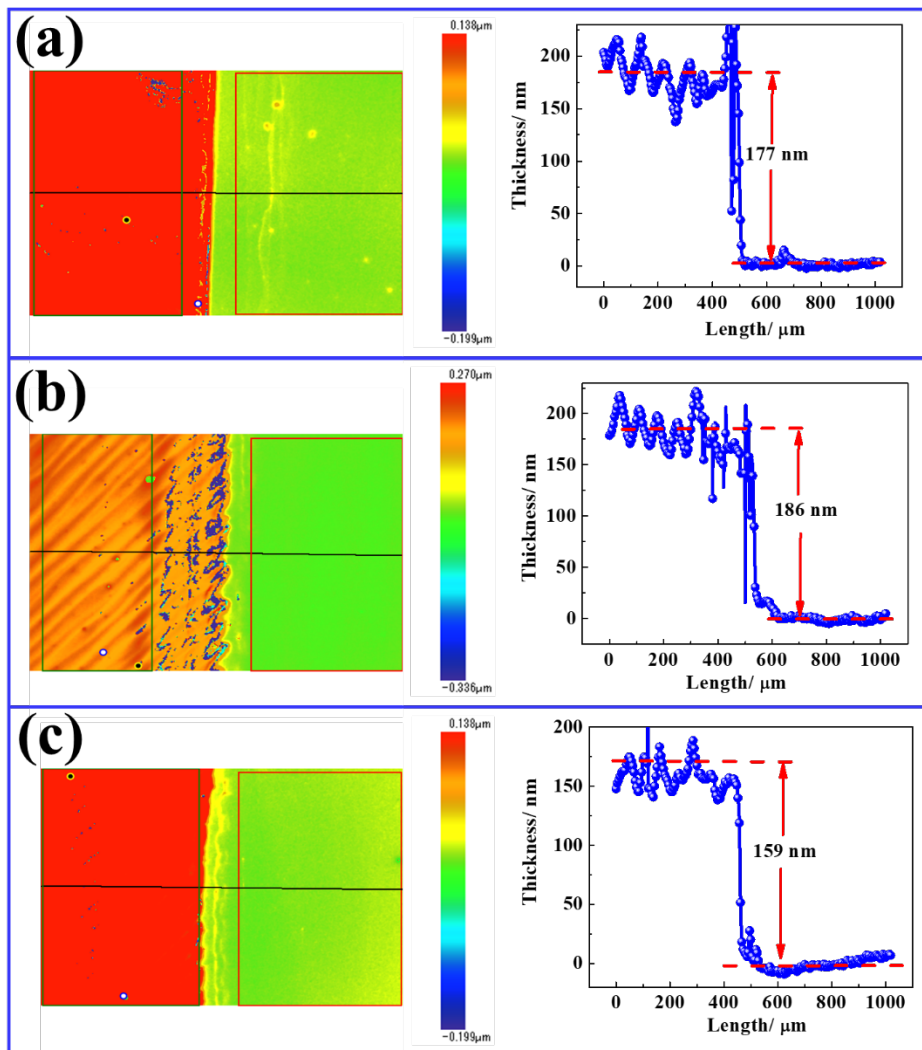 (a)
0.138μm
−0.199μm
Thickness/ nm
200
150
100
50
0
177 nm
0 200 400 600 800 1000
Length/ μm
(b)
0.270μm
−0.336μm
Thickness/ nm
200
150
100
50
0
186 nm
0 200 400 600 800 1000
Length/ μm
(c)
0.138μm
−0.199μm
Thickness/ nm
200
150
100
50
0
159 nm
0 200 400 600 800 1000
Length/ μm